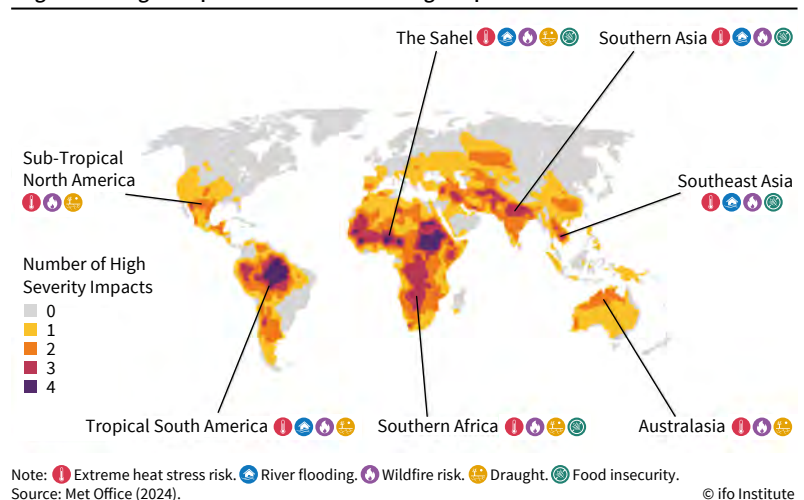 The Sahel
Southern Asia
Sub-Tropical
North America
Southeast Asia
Number of High
Severity Impacts
0
1
2
3
4
Tropical South America
Southern Africa
Australasia
Note: Extreme heat stress risk. River flooding. Wildfire risk. Draught. Food insecurity.
Source: Met Office (2024).
© ifo Institute